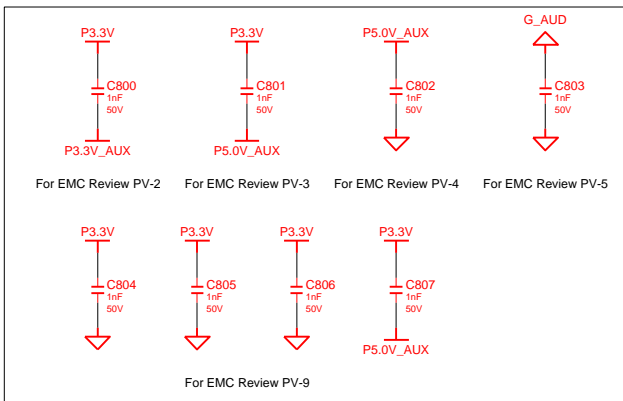 P3.3V
C800
1nF
50V
P3.3V_AUX
For EMC Review PV-2
P3.3V
C801
1nF
50V
P5.0V_AUX
For EMC Review PV-3
P5.0V_AUX
C802
1nF
50V
For EMC Review PV-4
G_AUD
C803
1nF
50V
For EMC Review PV-5
P3.3V
C804
1nF
50V
P3.3V
C805
1nF
50V
P3.3V
C806
1nF
50V
P3.3V
C807
1nF
50V
P5.0V_AUX
For EMC Review PV-9